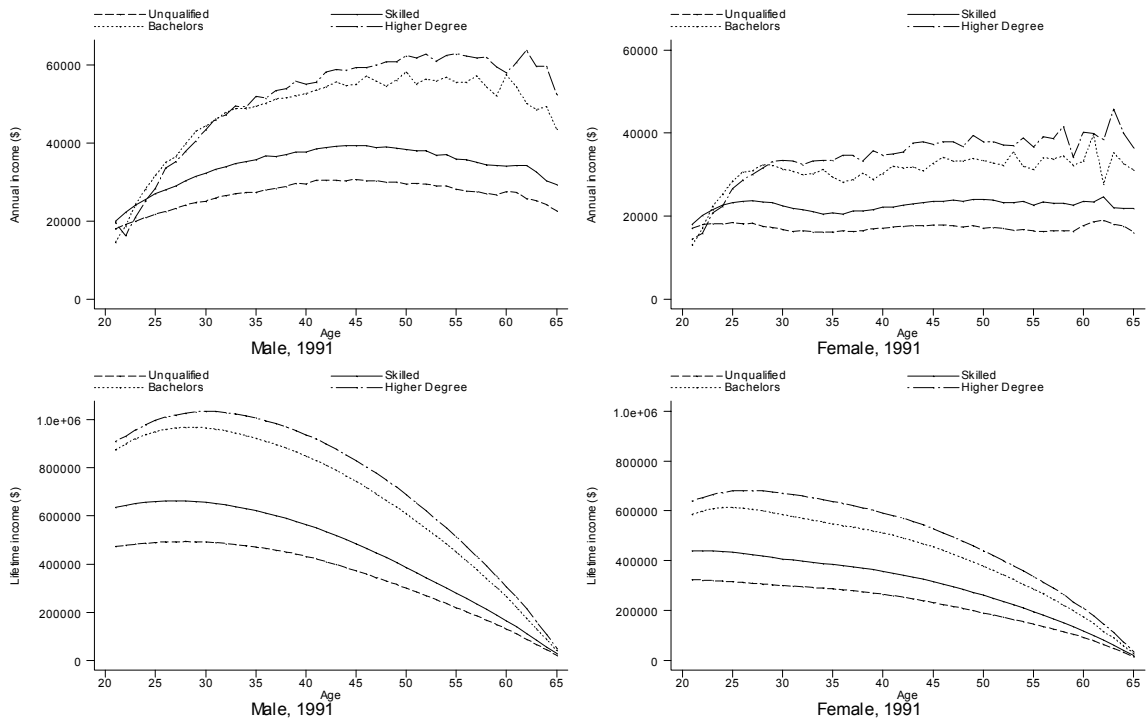 Unqualified Skilled
Bachelors Higher Degree
Annual income ($)
60000
40000
20000
0
20 25 30 35 40 45 50 55 60 65
Age
Male, 1991
Unqualified Skilled
Bachelors Higher Degree
Annual income ($)
60000
40000
20000
0
20 25 30 35 40 45 50 55 60 65
Age
Female, 1991
Unqualified Skilled
Bachelors Higher Degree
Lifetime income ($)
1.0e+06
800000
600000
400000
200000
0
20 25 30 35 40 45 50 55 60 65
Age
Male, 1991
Unqualified Skilled
Bachelors Higher Degree
Lifetime income ($)
1.0e+06
800000
600000
400000
200000
0
20 25 30 35 40 45 50 55 60 65
Age
Female, 1991